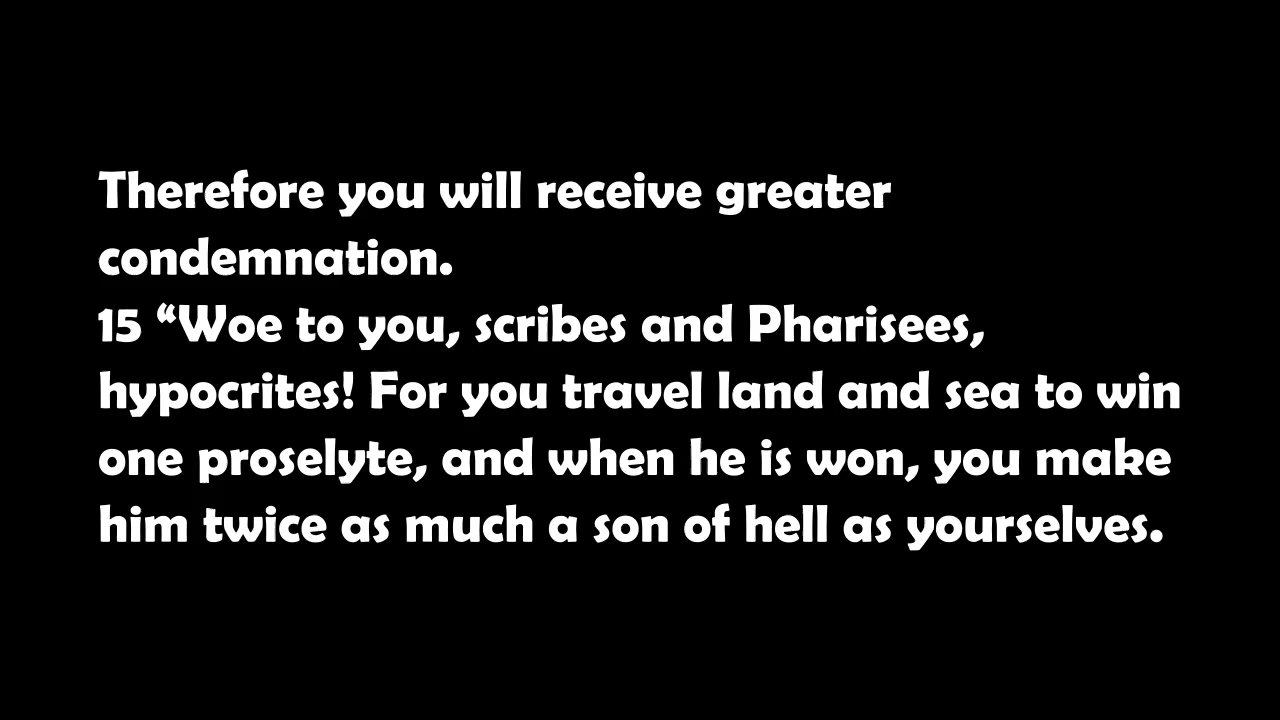 Therefore you will receive greater
condemnation.
15 “Woe to you, scribes and Pharisees,
hypocrites! For you travel land and sea to win
one proselyte, and when he is won, you make
him twice as much a son of hell as yourselves.